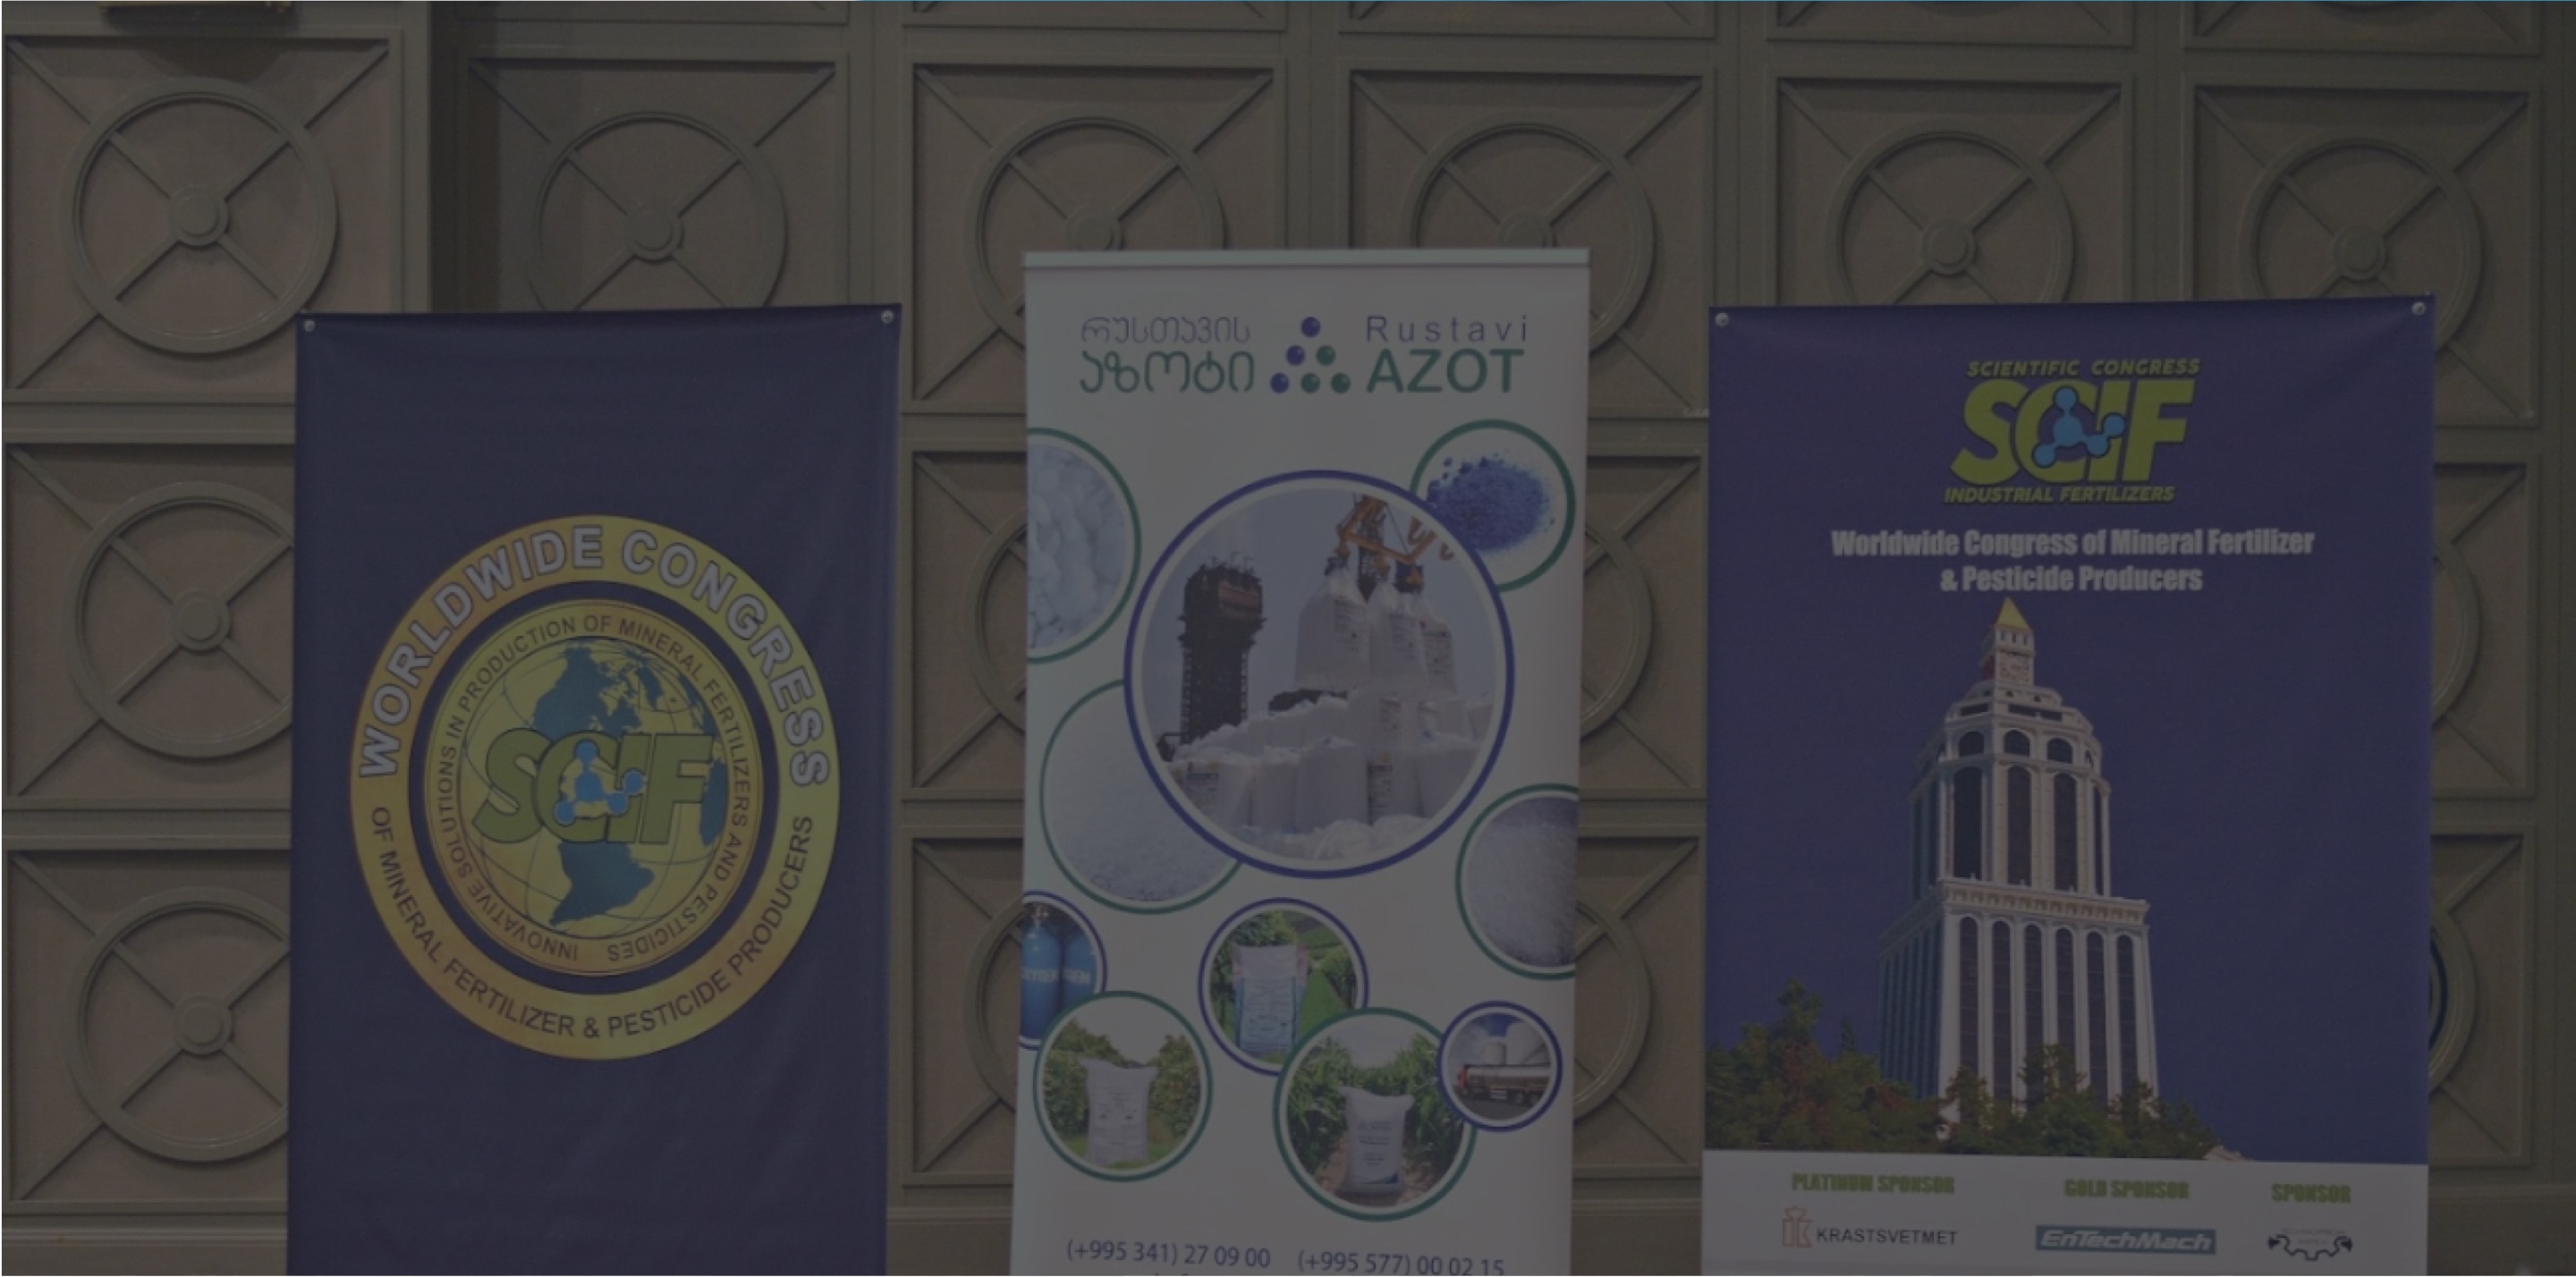 WORLDWIDE CONGRESS
OF MINERAL FERTILIZER & PESTICIDE PRODUCERS
INNOVATIVE SOLUTIONS IN PRODUCTION OF MINERAL FERTILIZERS AND PESTICIDES
SCIF
რუსთავის
აზოტი
Rustavi
AZOT
(+995 341) 27 09 00 (+995 577) 00 02 15
SCIENTIFIC CONGRESS
SCIF
INDUSTRIAL FERTILIZERS
Worldwide Congress of Mineral Fertilizer
& Pesticide Producers
PLATINUM SPONSOR
KRASTSVETMET
GOLD SPONSOR
EnTechMach
SPONSOR